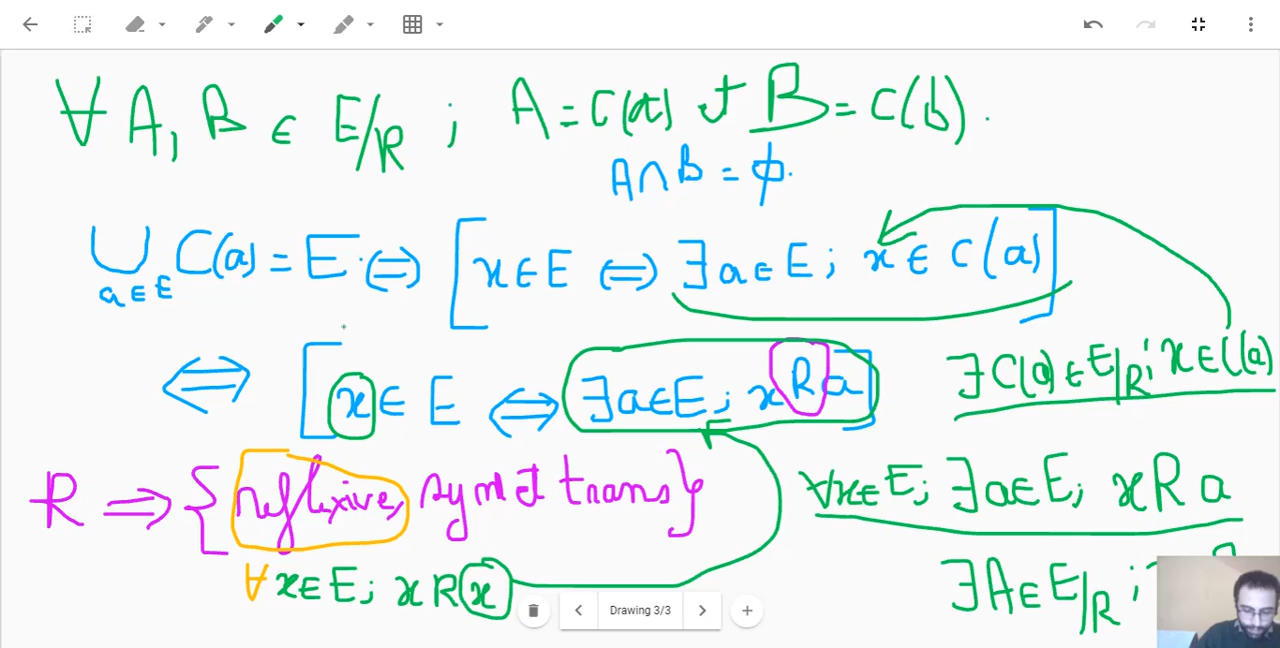 ∀ A, B ∈ E/R ; A = C(a) et B = C(b).
A ∩ B = ϕ.
⋃ C(a) = E. ⇔ [x ∈ E ⇔ ∃ a ∈ E ; x ∈ C(a)]
a ∈ E
∃ C(a) ∈ E/R ; x ∈ C(a)
⇔ [x ∈ E ⇔ ∃ a ∈ E ; x R a]
R ⇒ {reflexive, symet trans}
∀x ∈ E ; ∃ a ∈ E ; x R a
∀ x ∈ E ; x R x
∃ A ∈ E/R ;
Drawing 3/3